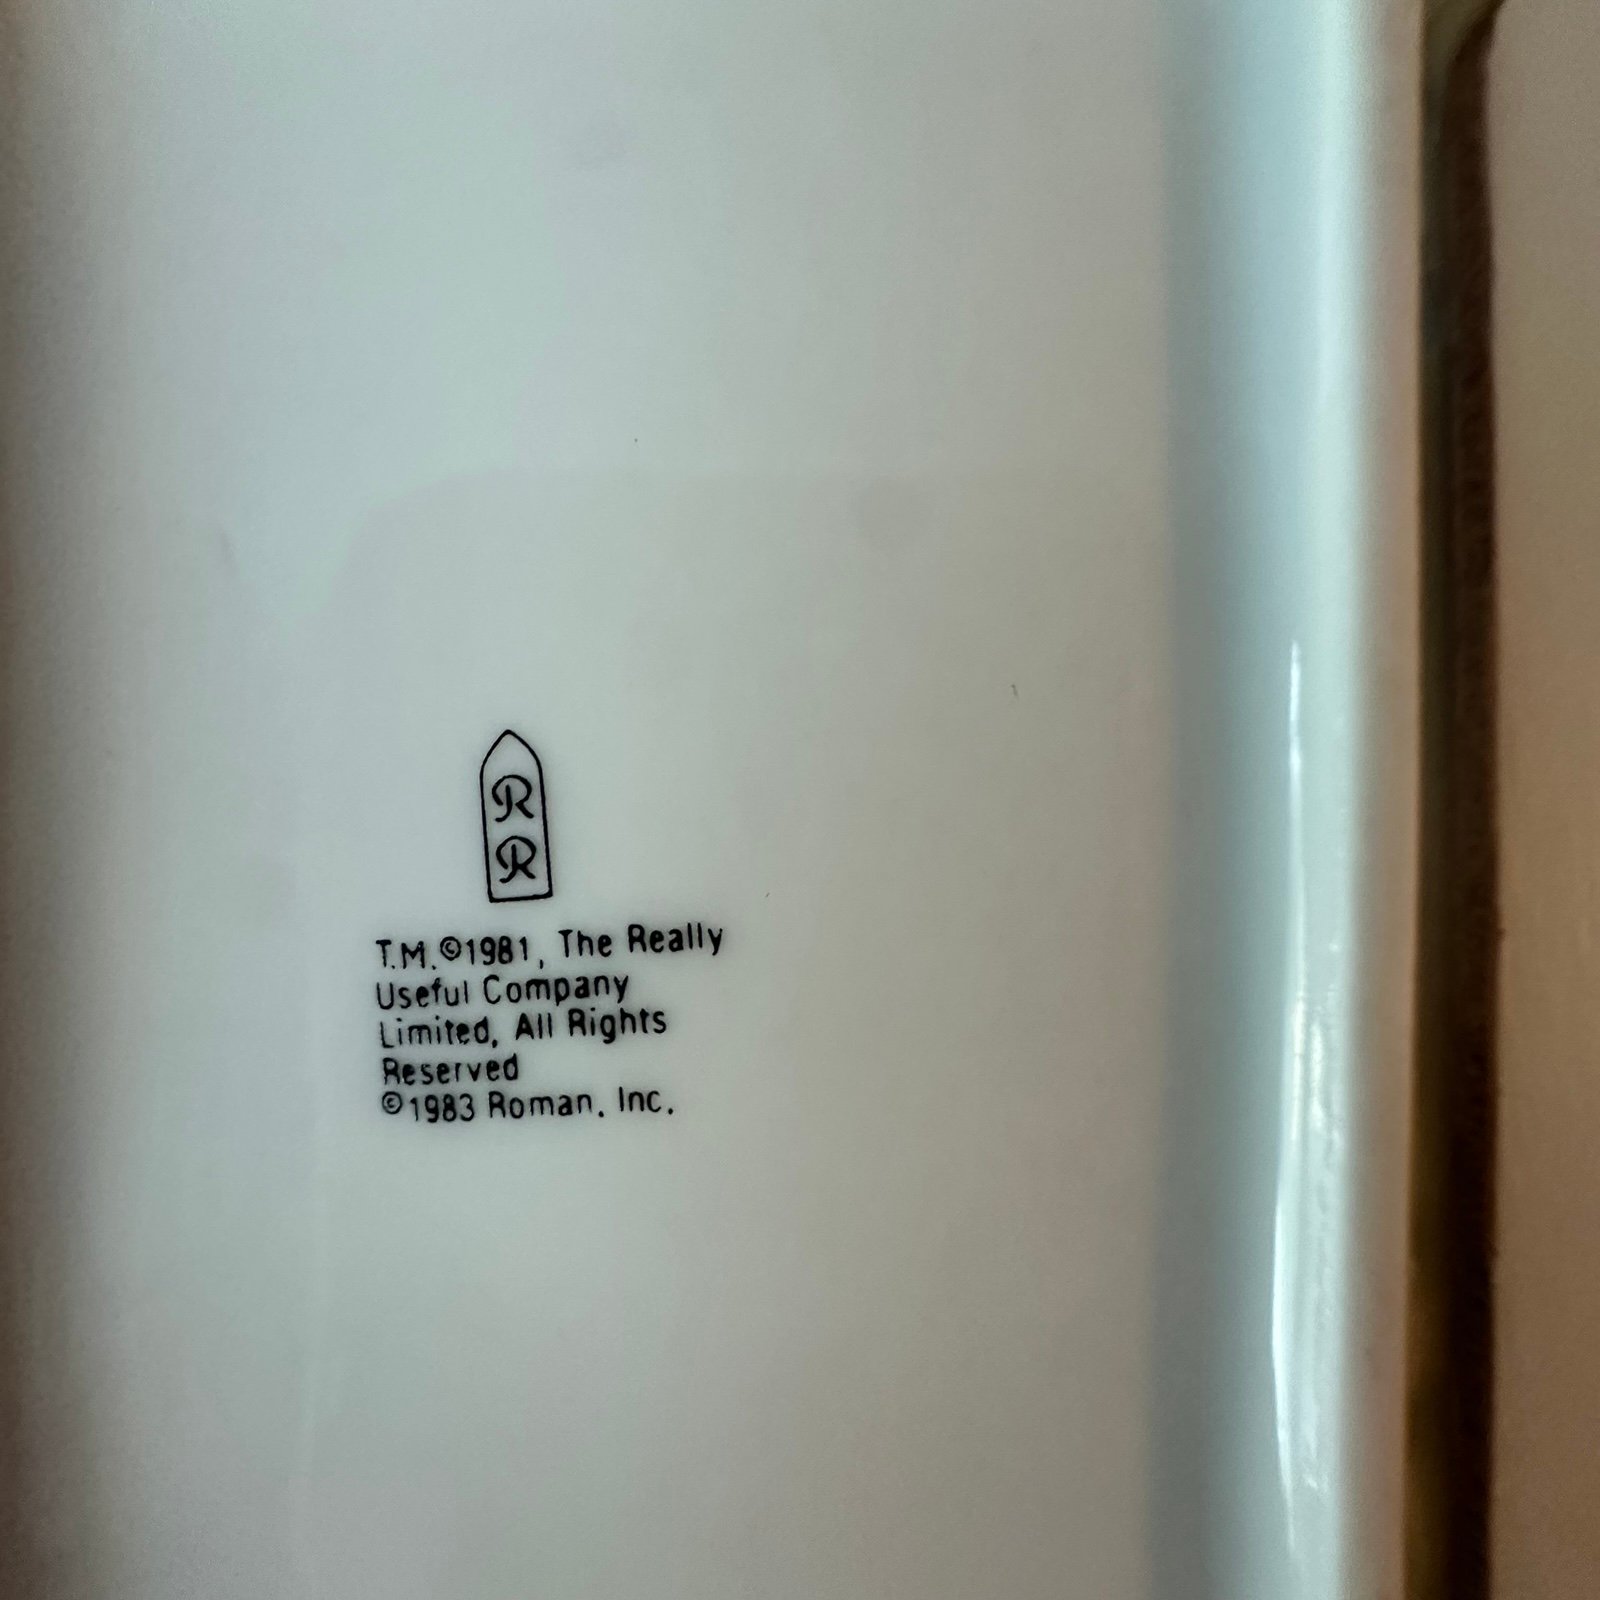 R
R
T.M.©1981, The Really
Useful Company
Limited, All Rights
Reserved
©1983 Roman, Inc.